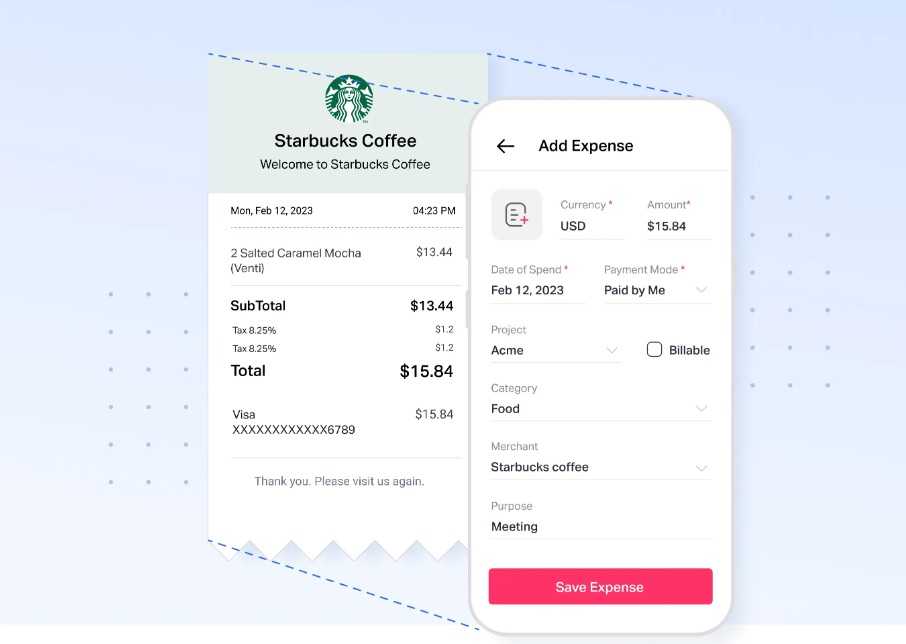 Starbucks Coffee
Welcome to Starbucks Coffee
Mon, Feb 12, 2023 04:23 PM
2 Salted Caramel Mocha $13.44
(Venti)
SubTotal $13.44
Tax 8.25% $1.2
Tax 8.25% $1.2
Total $15.84
Visa $15.84
XXXXXXXXXXXX6789
Thank you. Please visit us again.
Add Expense
Currency * Amount*
USD $15.84
Date of Spend * Payment Mode *
Feb 12, 2023 Paid by Me
Project
Acme Billable
Category
Food
Merchant
Starbucks coffee
Purpose
Meeting
Save Expense